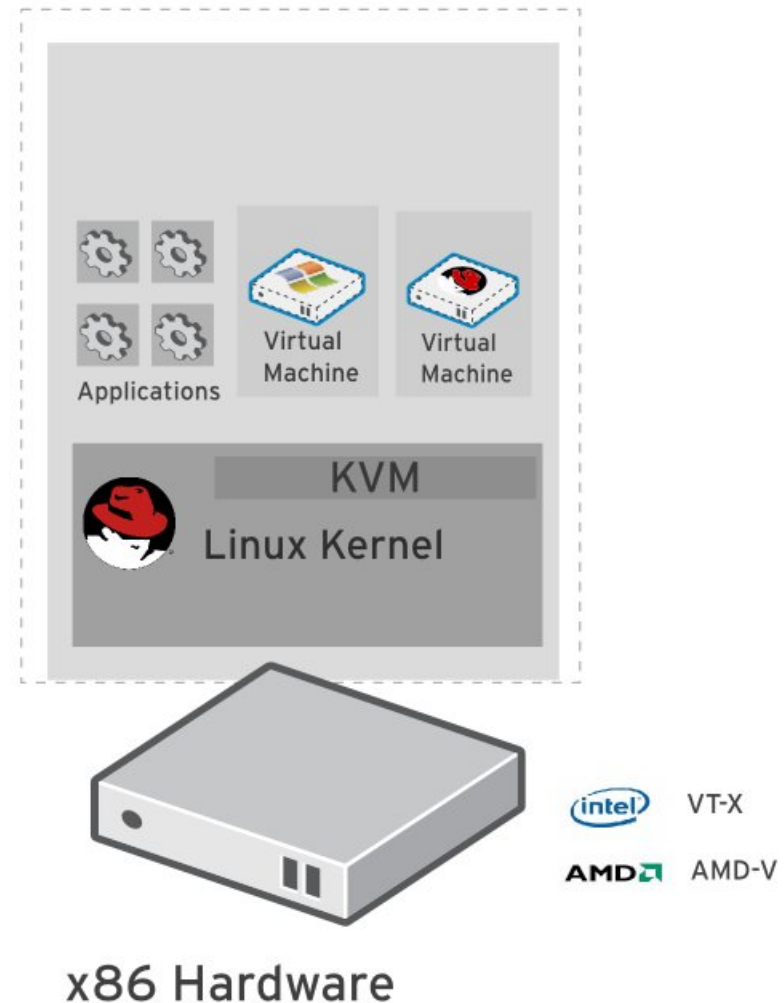 Applications
Virtual
Machine
Virtual
Machine
KVM
Linux Kernel
intel
VT-X
AMD
AMD-V
x86 Hardware